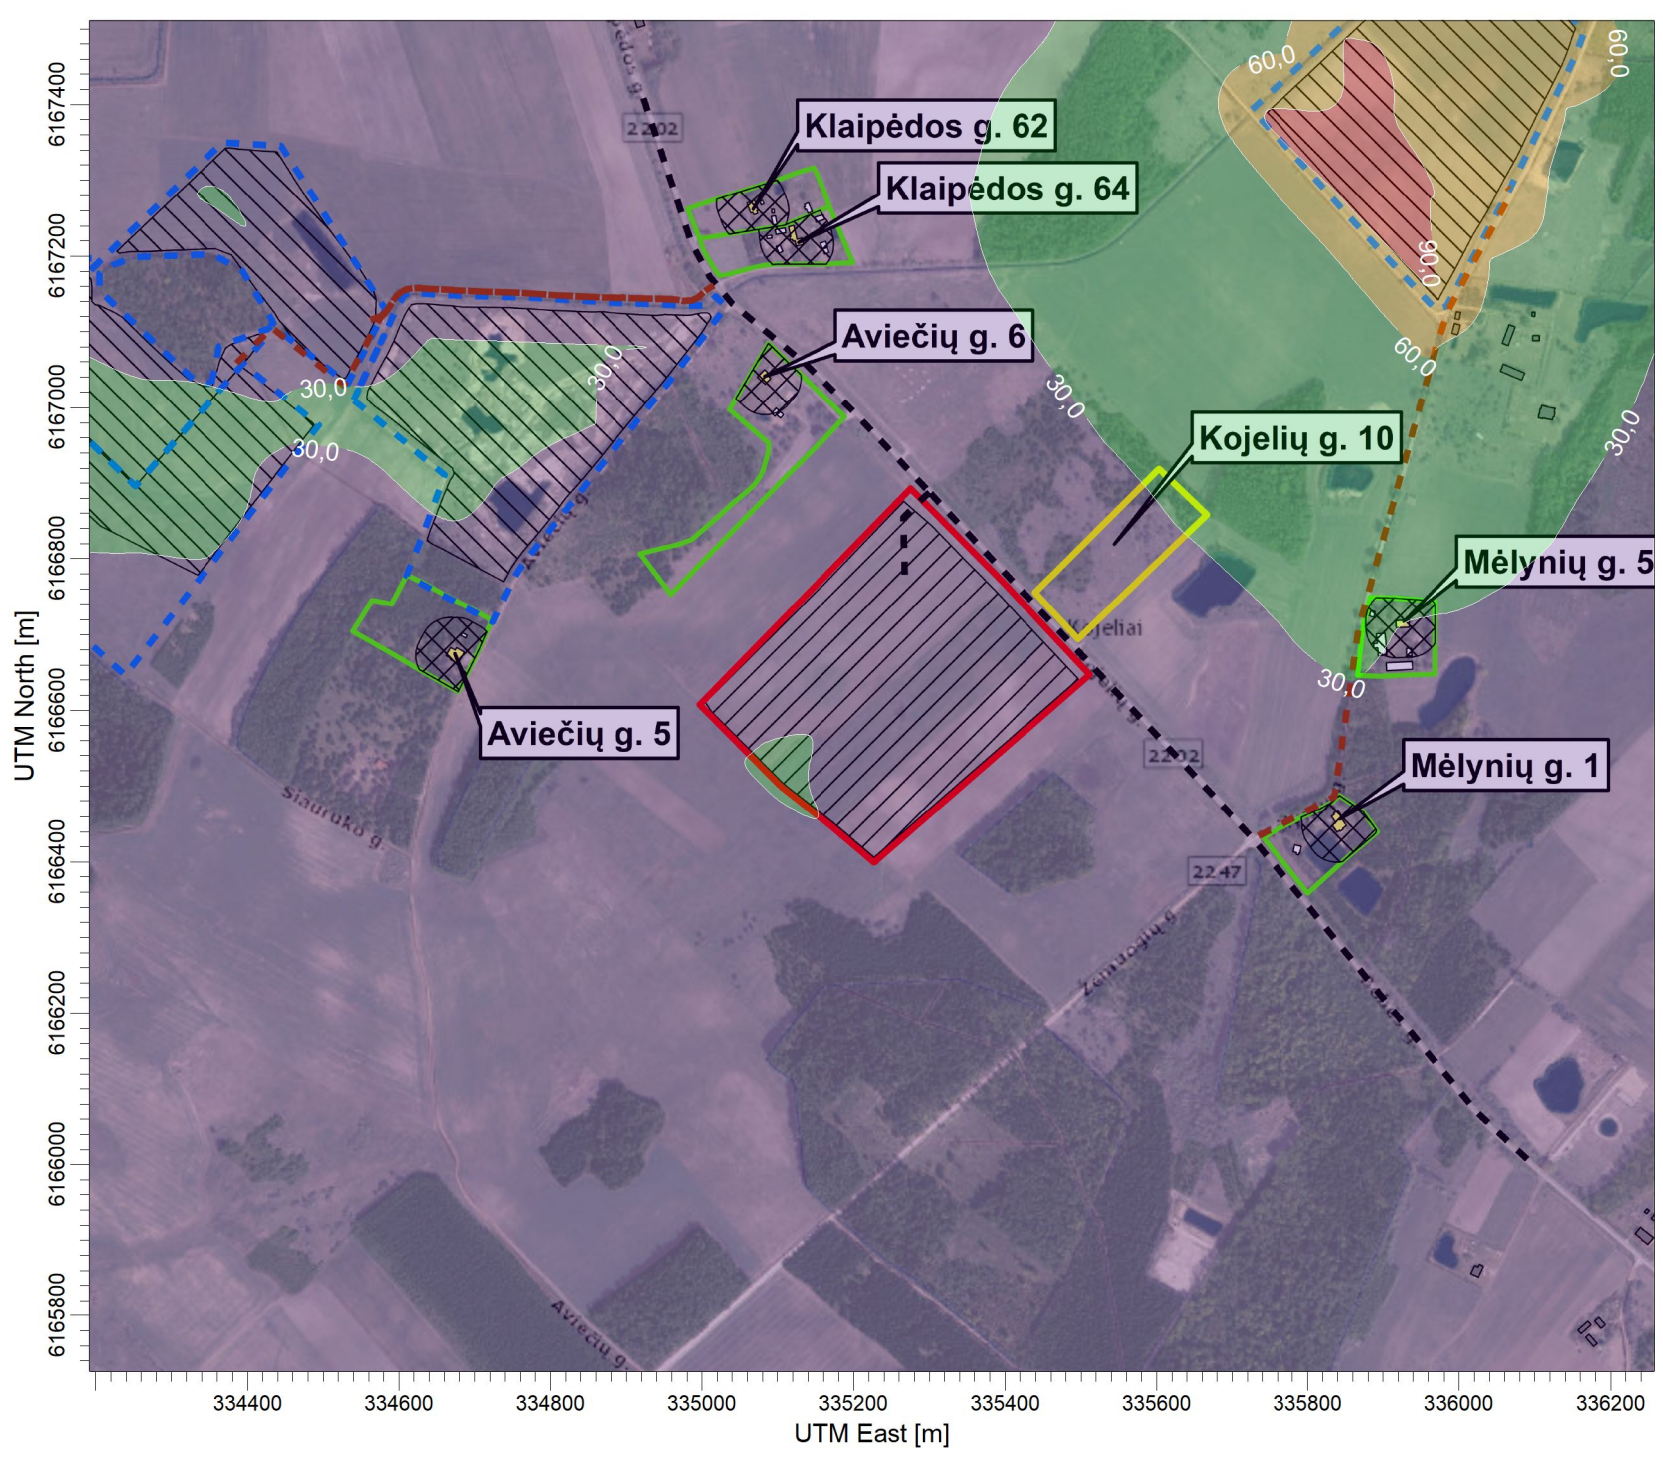 6167400
6167200
6167000
6166800
6166600
6166400
6166200
6166000
6165800
UTM North [m]
60,0
60,0
2202
Klaipėdos g. 62
Klaipėdos g. 64
90,0
Aviečių g. 6
60,0
30,0
30,0
30,0
30,0
30,0
Kojelių g. 10
Mėlynių g. 5
Kojeliai
30,0
Aviečių g. 5
2202
Mėlynių g. 1
Šiauruko g.
2247
Žemuogių g.
Aviečių g.
334400 334600 334800 335000 335200 335400 335600 335800 336000 336200
UTM East [m]